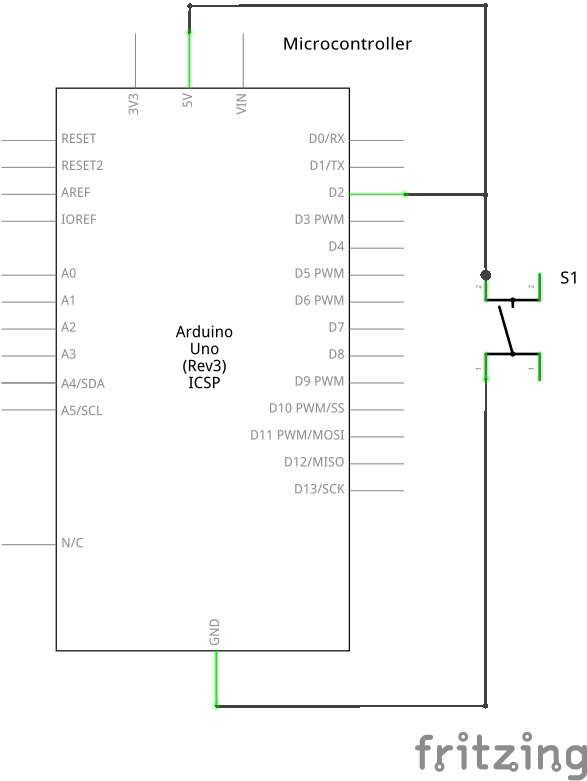 Microcontroller
3V3
5V
VIN
RESET
RESET2
AREF
IOREF
A0
A1
A2
A3
A4/SDA
A5/SCL
N/C
D0/RX
D1/TX
D2
D3 PWM
D4
D5 PWM
D6 PWM
D7
D8
D9 PWM
D10 PWM/SS
D11 PWM/MOSI
D12/MISO
D13/SCK
Arduino
Uno
(Rev3)
ICSP
GND
S1
2
2
1
1
fritzing